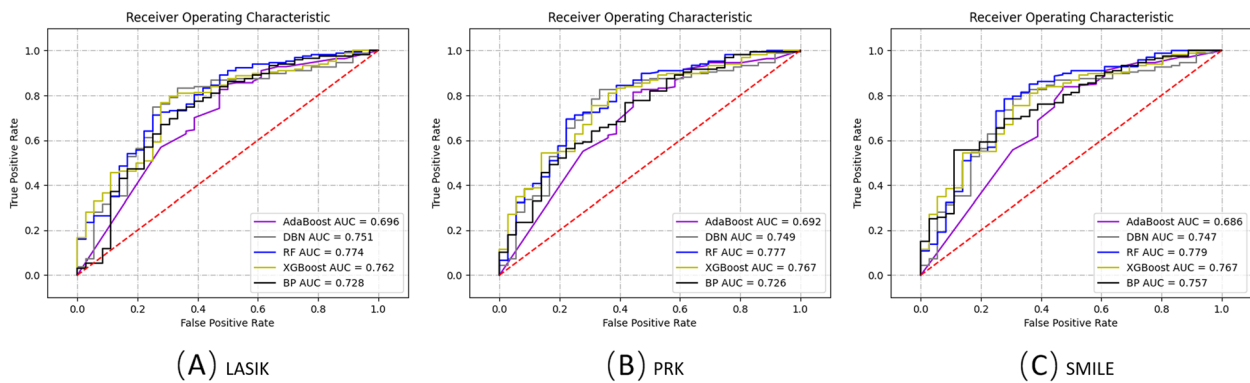 Receiver Operating Characteristic
1.0
0.8
0.6
0.4
0.2
0.0
True Positive Rate
AdaBoost AUC = 0.696
DBN AUC = 0.751
RF AUC = 0.774
XGBoost AUC = 0.762
BP AUC = 0.728
0.0 0.2 0.4 0.6 0.8 1.0
False Positive Rate
(A) LASIK
Receiver Operating Characteristic
1.0
0.8
0.6
0.4
0.2
0.0
True Positive Rate
AdaBoost AUC = 0.692
DBN AUC = 0.749
RF AUC = 0.777
XGBoost AUC = 0.767
BP AUC = 0.726
0.0 0.2 0.4 0.6 0.8 1.0
False Positive Rate
(B) PRK
Receiver Operating Characteristic
1.0
0.8
0.6
0.4
0.2
0.0
True Positive Rate
AdaBoost AUC = 0.686
DBN AUC = 0.747
RF AUC = 0.779
XGBoost AUC = 0.767
BP AUC = 0.757
0.0 0.2 0.4 0.6 0.8 1.0
False Positive Rate
(C) SMILE